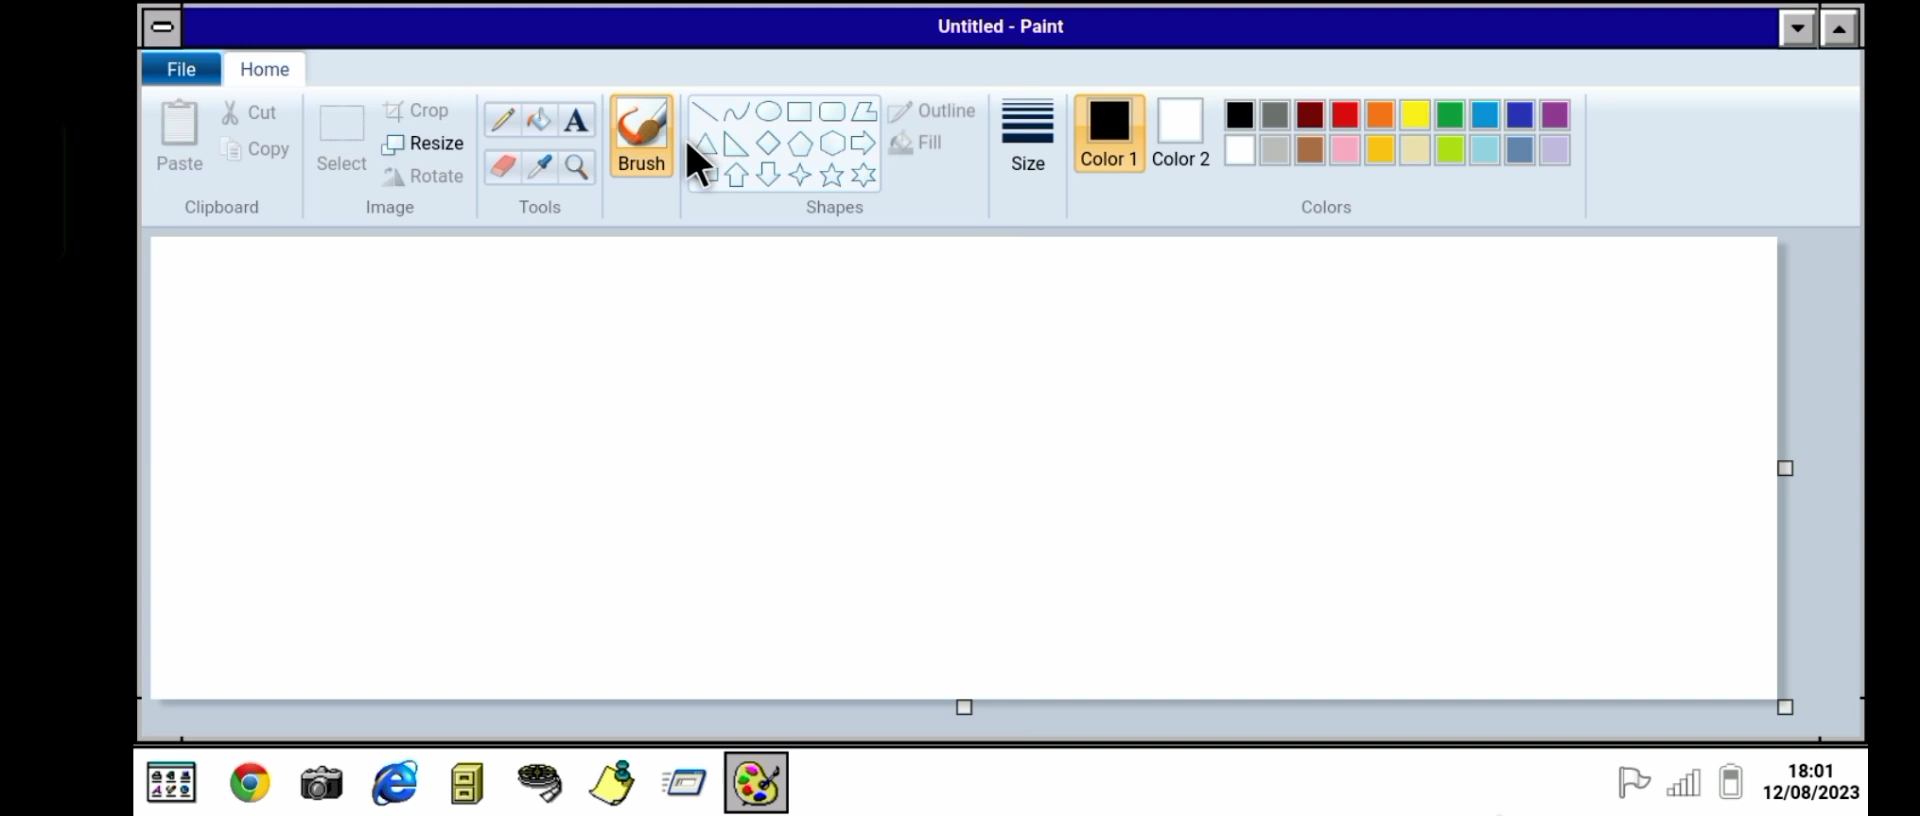 Untitled - Paint
File Home
Paste Cut Copy
Clipboard
Select Crop Resize Rotate
Image
A
Tools
Brush
Outline
Fill
Shapes
Size
Color 1 Color 2
Colors
18:01
12/08/2023